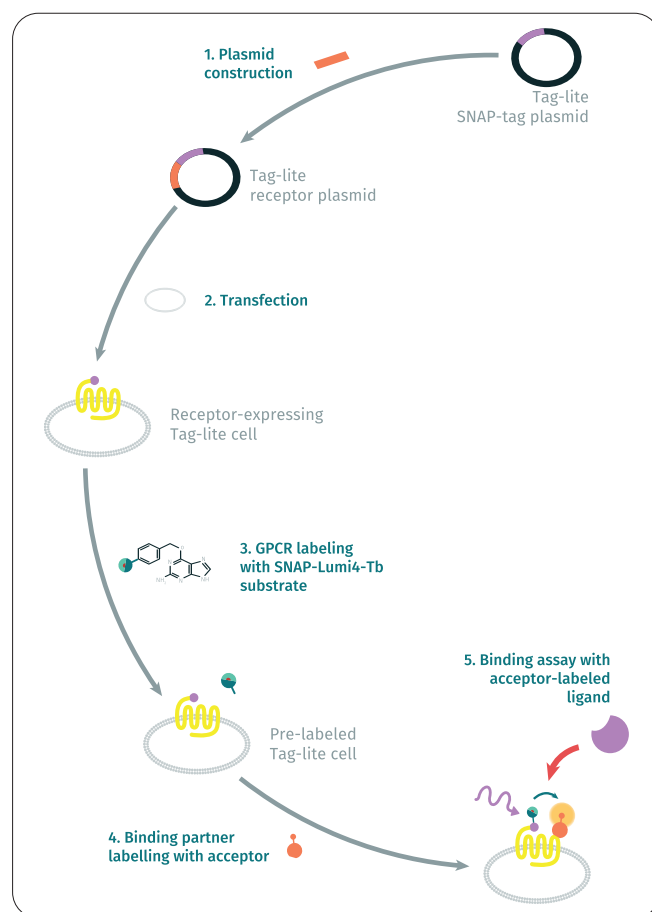 1. Plasmid
construction
Tag-lite
SNAP-tag plasmid
Tag-lite
receptor plasmid
2. Transfection
Receptor-expressing
Tag-lite cell
3. GPCR labeling
with SNAP-Lumi4-Tb
substrate
NH₂
N
N
N
NH
5. Binding assay with
acceptor-labeled
ligand
Pre-labeled
Tag-lite cell
4. Binding partner
labelling with acceptor